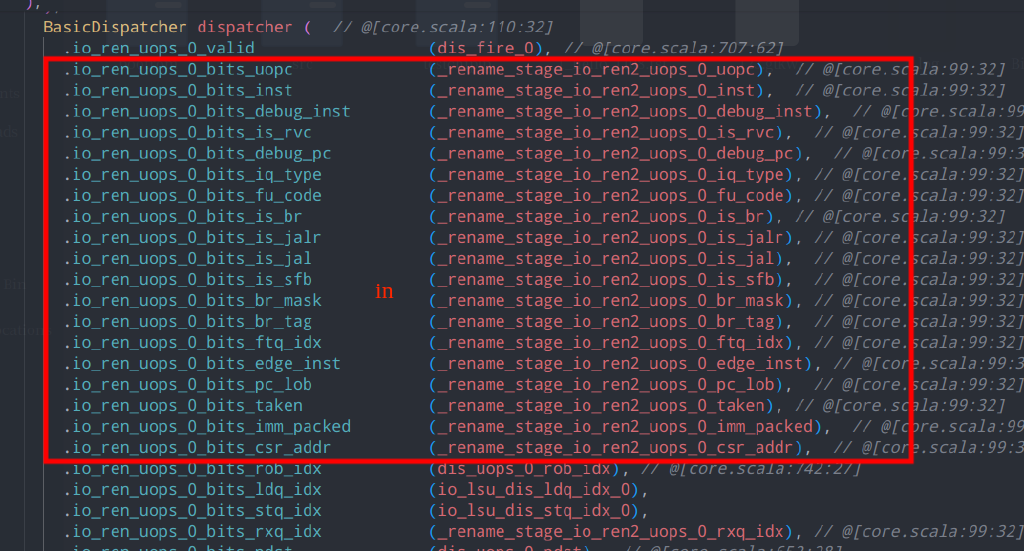 ),
BasicDispatcher dispatcher ( // @[core.scala:110:32]
.io_ren_uops_0_valid (dis_fire_0), // @[core.scala:707:62]
.io_ren_uops_0_bits_uopc (_rename_stage_io_ren2_uops_0_uopc), // @[core.scala:99:32]
.io_ren_uops_0_bits_inst (_rename_stage_io_ren2_uops_0_inst), // @[core.scala:99:32]
.io_ren_uops_0_bits_debug_inst (_rename_stage_io_ren2_uops_0_debug_inst), // @[core.scala:99
.io_ren_uops_0_bits_is_rvc (_rename_stage_io_ren2_uops_0_is_rvc), // @[core.scala:99:32]
.io_ren_uops_0_bits_debug_pc (_rename_stage_io_ren2_uops_0_debug_pc), // @[core.scala:99:3
.io_ren_uops_0_bits_iq_type (_rename_stage_io_ren2_uops_0_iq_type), // @[core.scala:99:32]
.io_ren_uops_0_bits_fu_code (_rename_stage_io_ren2_uops_0_fu_code), // @[core.scala:99:32]
.io_ren_uops_0_bits_is_br (_rename_stage_io_ren2_uops_0_is_br), // @[core.scala:99:32]
.io_ren_uops_0_bits_is_jalr (_rename_stage_io_ren2_uops_0_is_jalr), // @[core.scala:99:32]
.io_ren_uops_0_bits_is_jal (_rename_stage_io_ren2_uops_0_is_jal), // @[core.scala:99:32]
.io_ren_uops_0_bits_is_sfb (_rename_stage_io_ren2_uops_0_is_sfb), // @[core.scala:99:32]
in
.io_ren_uops_0_bits_br_mask (_rename_stage_io_ren2_uops_0_br_mask), // @[core.scala:99:32]
.io_ren_uops_0_bits_br_tag (_rename_stage_io_ren2_uops_0_br_tag), // @[core.scala:99:32]
.io_ren_uops_0_bits_ftq_idx (_rename_stage_io_ren2_uops_0_ftq_idx), // @[core.scala:99:32]
.io_ren_uops_0_bits_edge_inst (_rename_stage_io_ren2_uops_0_edge_inst), // @[core.scala:99:3
.io_ren_uops_0_bits_pc_lob (_rename_stage_io_ren2_uops_0_pc_lob), // @[core.scala:99:32]
.io_ren_uops_0_bits_taken (_rename_stage_io_ren2_uops_0_taken), // @[core.scala:99:32]
.io_ren_uops_0_bits_imm_packed (_rename_stage_io_ren2_uops_0_imm_packed), // @[core.scala:99
.io_ren_uops_0_bits_csr_addr (_rename_stage_io_ren2_uops_0_csr_addr), // @[core.scala:99:3
.io_ren_uops_0_bits_rob_idx (dis_uops_0_rob_idx), // @[core.scala:742:27]
.io_ren_uops_0_bits_ldq_idx (io_lsu_dis_ldq_idx_0),
.io_ren_uops_0_bits_stq_idx (io_lsu_dis_stq_idx_0),
.io_ren_uops_0_bits_rxq_idx (_rename_stage_io_ren2_uops_0_rxq_idx), // @[core.scala:99:32]
.io_ren_uops_0_bits_pdst (dis_uops_0_pdst), // @[core.scala:653:28]